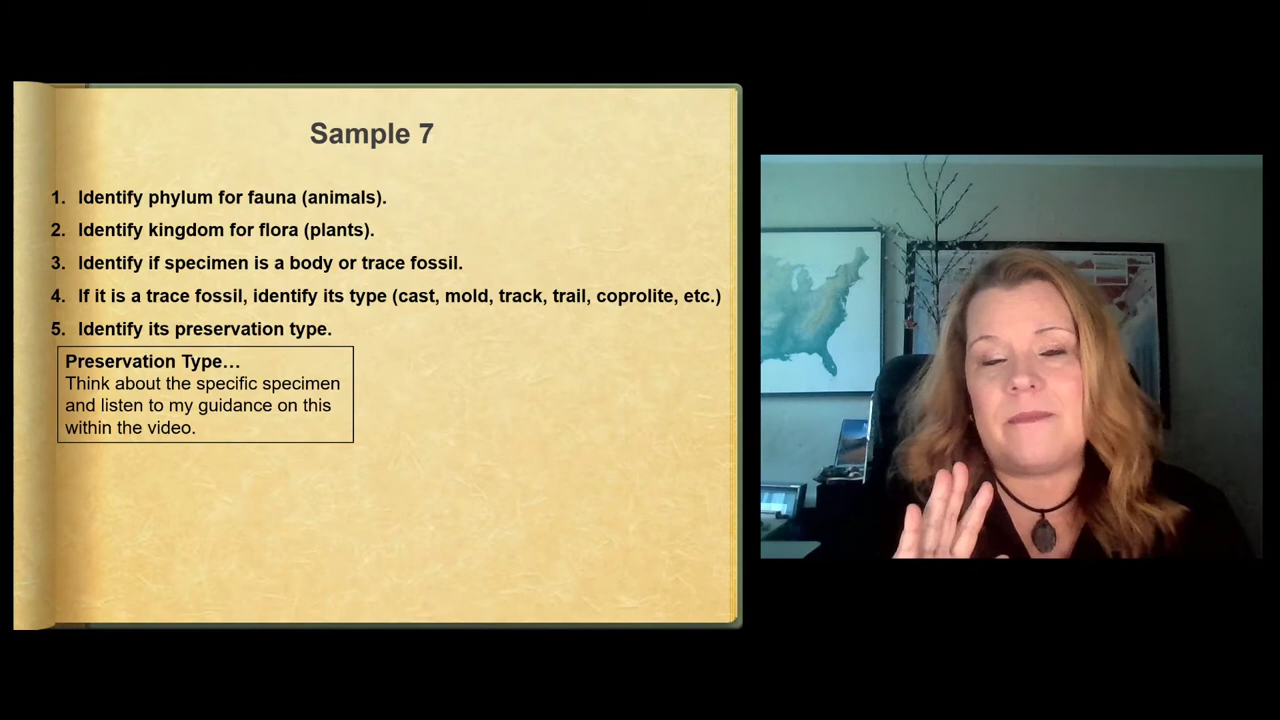 Sample 7
1. Identify phylum for fauna (animals).
2. Identify kingdom for flora (plants).
3. Identify if specimen is a body or trace fossil.
4. If it is a trace fossil, identify its type (cast, mold, track, trail, coprolite, etc.)
5. Identify its preservation type.
Preservation Type…
Think about the specific specimen
and listen to my guidance on this
within the video.